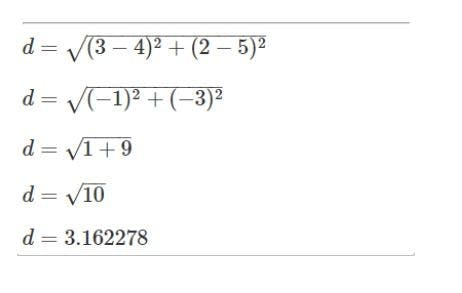 d = √(3 − 4)² + (2 − 5)²
d = √(−1)² + (−3)²
d = √1 + 9
d = √10
d = 3.162278